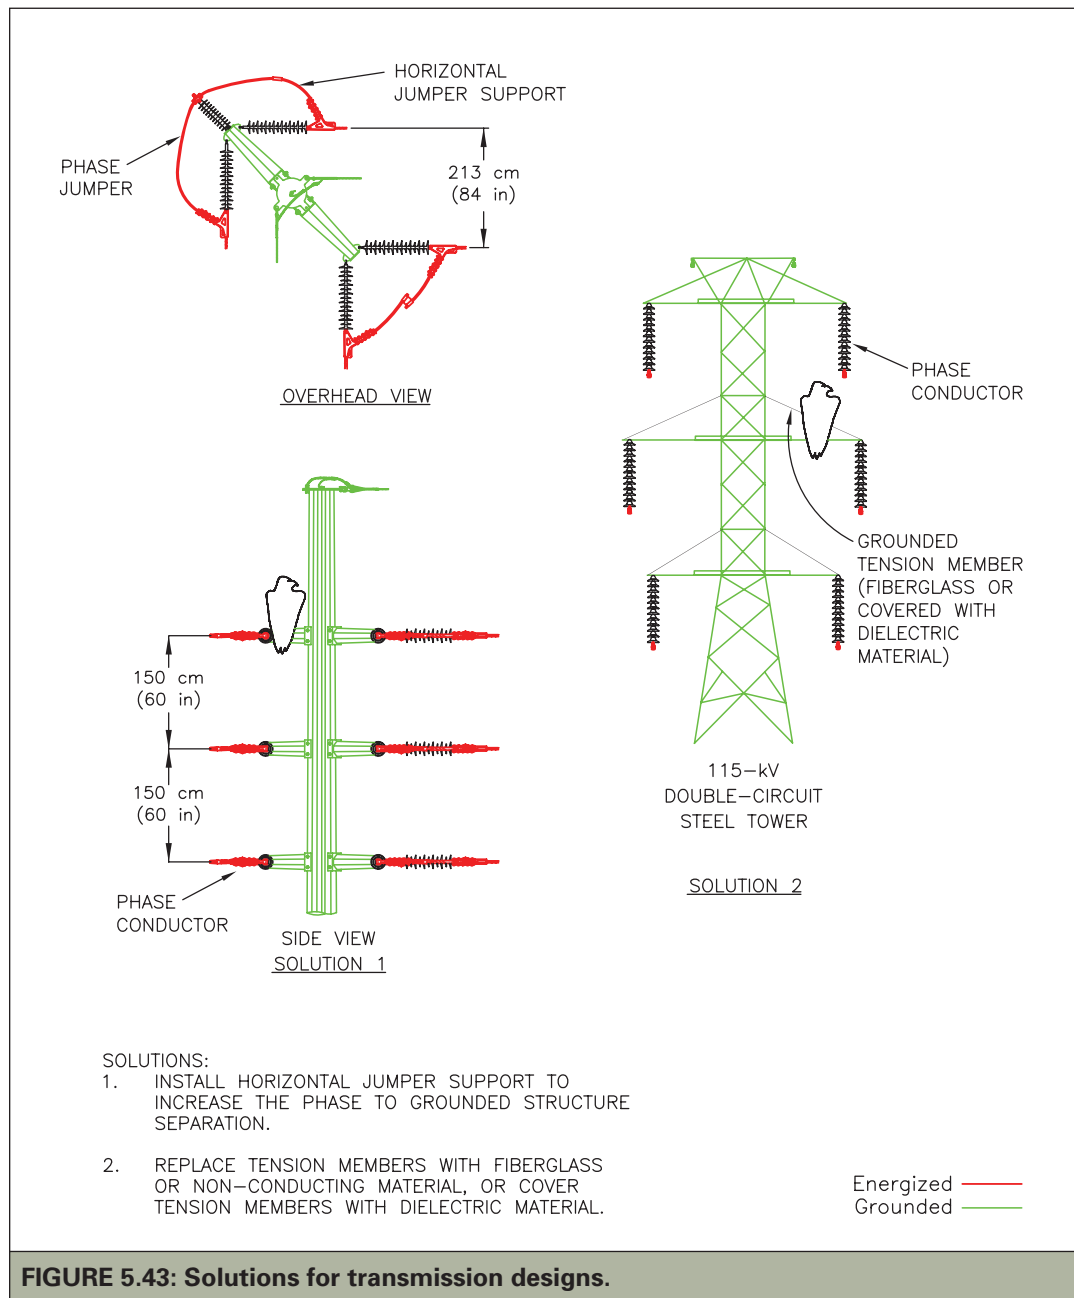 HORIZONTAL
JUMPER SUPPORT
PHASE
JUMPER
213 cm
(84 in)
OVERHEAD VIEW
PHASE
CONDUCTOR
GROUNDED
TENSION MEMBER
(FIBERGLASS OR
COVERED WITH
DIELECTRIC
MATERIAL)
115-kV
DOUBLE-CIRCUIT
STEEL TOWER
SOLUTION 2
150 cm
(60 in)
150 cm
(60 in)
PHASE
CONDUCTOR
SIDE VIEW
SOLUTION 1
SOLUTIONS:
1. INSTALL HORIZONTAL JUMPER SUPPORT TO
INCREASE THE PHASE TO GROUNDED STRUCTURE
SEPARATION.
2. REPLACE TENSION MEMBERS WITH FIBERGLASS
OR NON-CONDUCTING MATERIAL, OR COVER
TENSION MEMBERS WITH DIELECTRIC MATERIAL.
Energized
Grounded
FIGURE 5.43: Solutions for transmission designs.